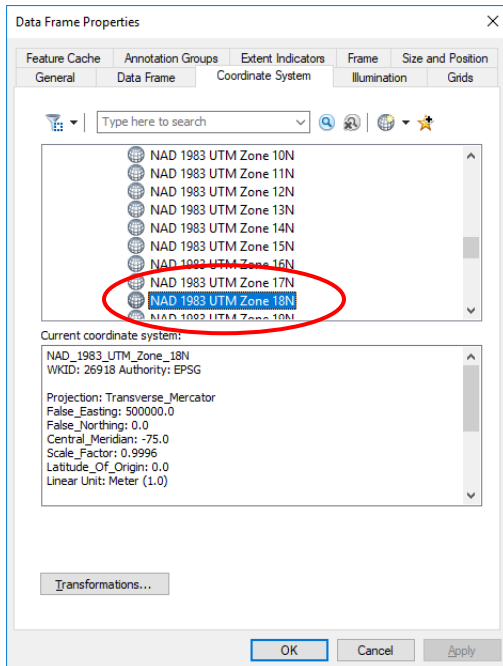 Data Frame Properties
Feature Cache Annotation Groups Extent Indicators Frame Size and Position
General Data Frame Coordinate System Illumination Grids
Type here to search
NAD 1983 UTM Zone 10N
NAD 1983 UTM Zone 11N
NAD 1983 UTM Zone 12N
NAD 1983 UTM Zone 13N
NAD 1983 UTM Zone 14N
NAD 1983 UTM Zone 15N
NAD 1983 UTM Zone 16N
NAD 1983 UTM Zone 17N
NAD 1983 UTM Zone 18N
NAD 1983 UTM Zone 19N
Current coordinate system:
NAD_1983_UTM_Zone_18N
WKID: 26918 Authority: EPSG
Projection: Transverse_Mercator
False_Easting: 500000.0
False_Northing: 0.0
Central_Meridian: -75.0
Scale_Factor: 0.9996
Latitude_Of_Origin: 0.0
Linear Unit: Meter (1.0)
Transformations...
OK Cancel Apply